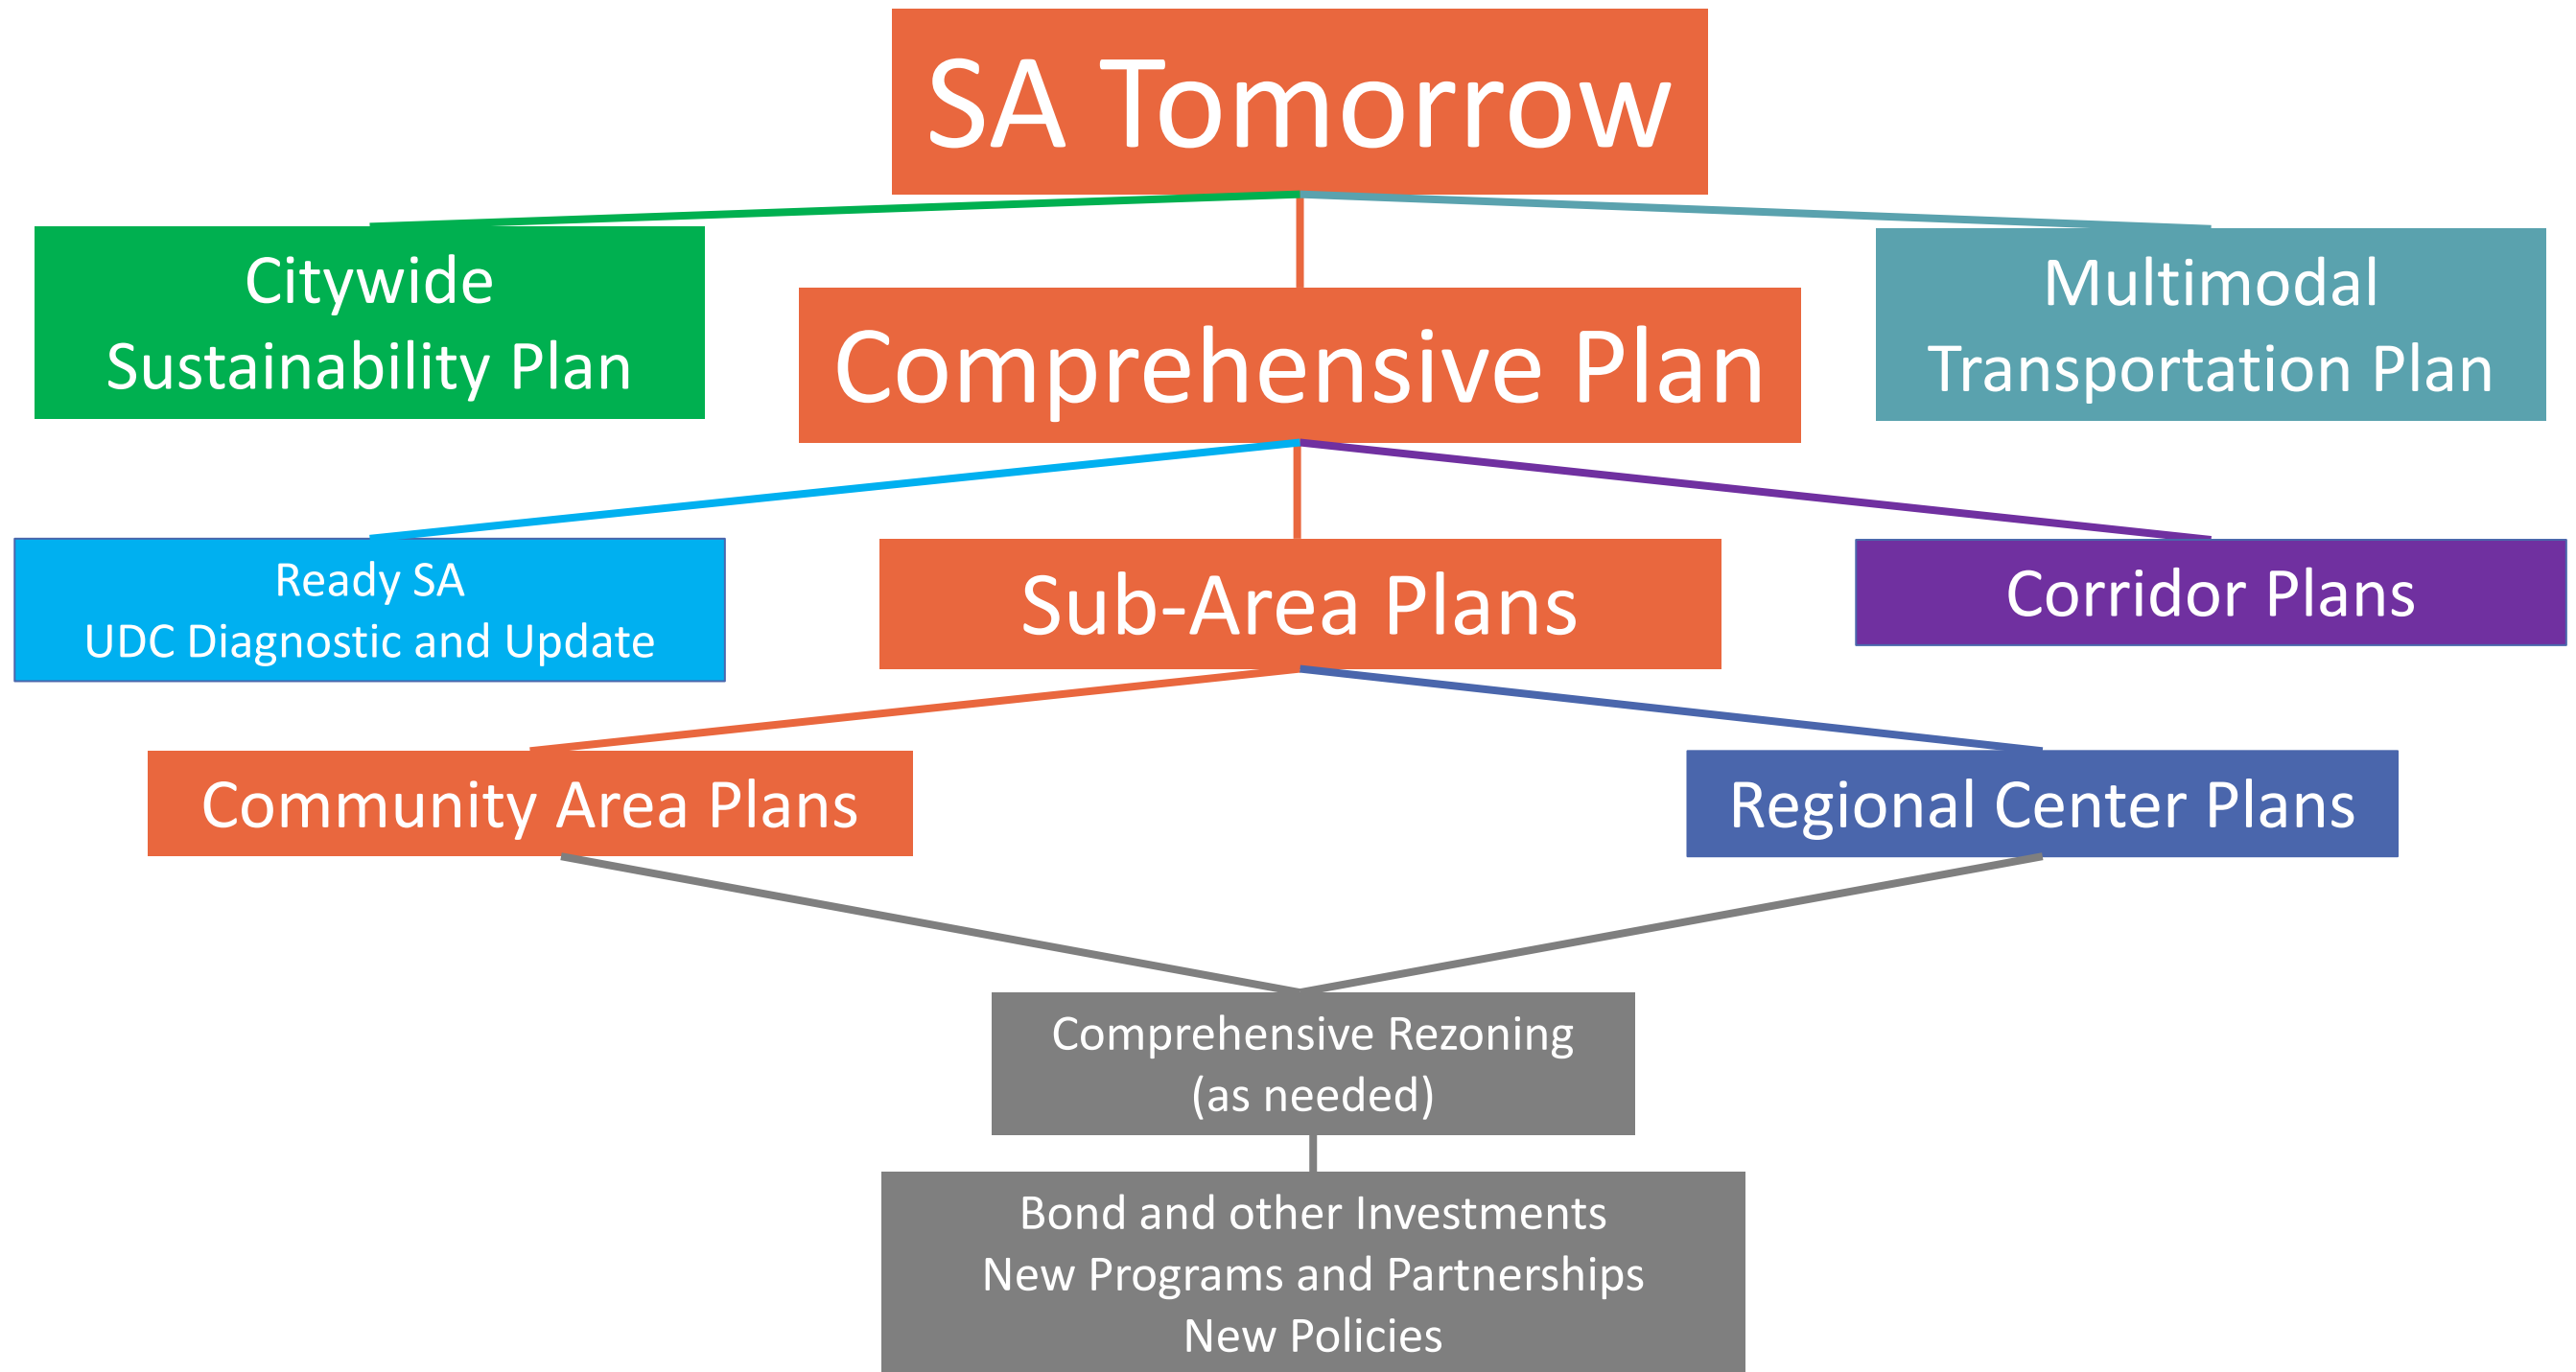 SA Tomorrow
Citywide
Sustainability Plan
Comprehensive Plan
Multimodal
Transportation Plan
Ready SA
UDC Diagnostic and Update
Sub-Area Plans
Corridor Plans
Community Area Plans
Regional Center Plans
Comprehensive Rezoning
(as needed)
Bond and other Investments
New Programs and Partnerships
New Policies